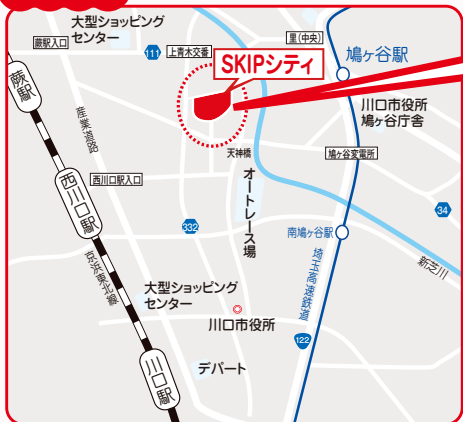 大型ショッピング
センター
蕨駅入口
111
上青木交番
里(中央)
鳩ヶ谷駅
SKIPシティ
蕨駅
産業道路
川口市役所
鳩ヶ谷庁舎
天神橋
鳩ヶ谷変電所
西川口駅入口
西川口駅
オートレース場
34
332
南鳩ヶ谷駅
新芝川
京浜東北線
埼玉高速鉄道
大型ショッピング
センター
川口市役所
122
川口駅
デパート